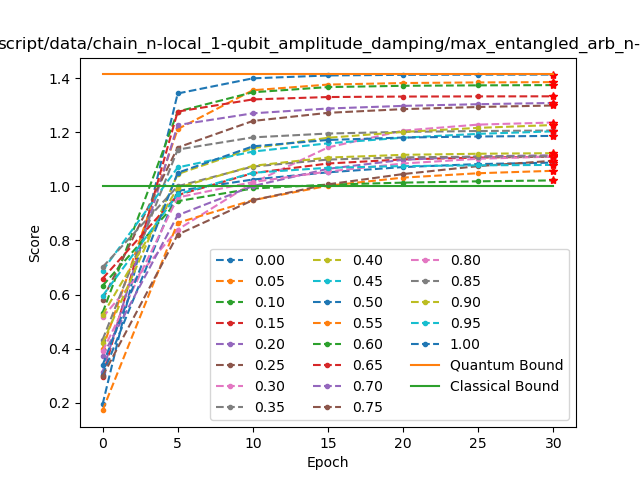 script/data/chain_n-local_1-qubit_amplitude_damping/max_entangled_arb_n-
1.4
1.2
1.0
0.8
0.6
0.4
0.2
Score
0 5 10 15 20 25 30
Epoch
0.00 0.40 0.80
0.05 0.45 0.85
0.10 0.50 0.90
0.15 0.55 0.95
0.20 0.60 1.00
0.25 0.65 Quantum Bound
0.30 0.70 Classical Bound
0.35 0.75